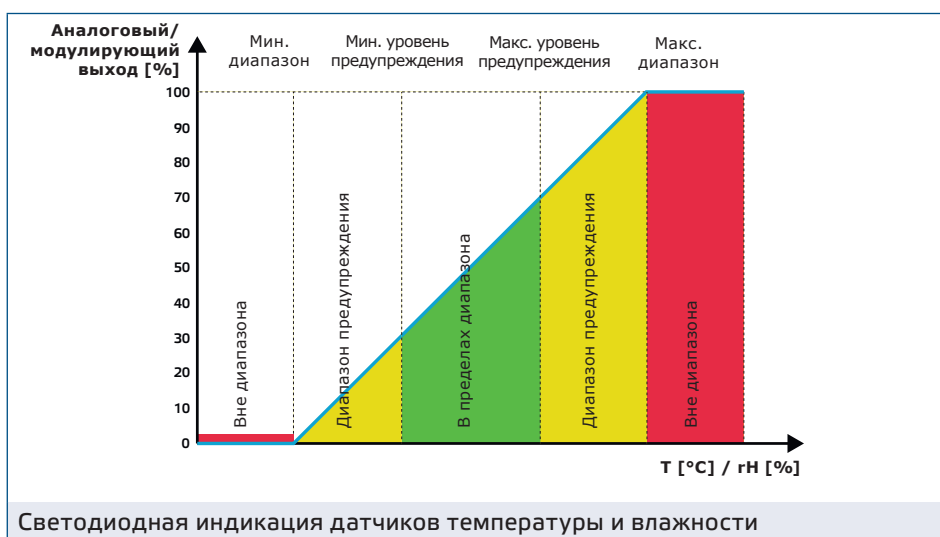 Аналоговый/
модулирующий
выход [%]
Мин.
диапазон
Мин. уровень
предупреждения
Макс. уровень
предупреждения
Макс.
диапазон
100
90
80
70
60
50
40
30
20
10
0
Вне диапазона
Диапазон предупреждения
В пределах диапазона
Диапазон предупреждения
Вне диапазона
T [°C] / rH [%]
Светодиодная индикация датчиков температуры и влажности